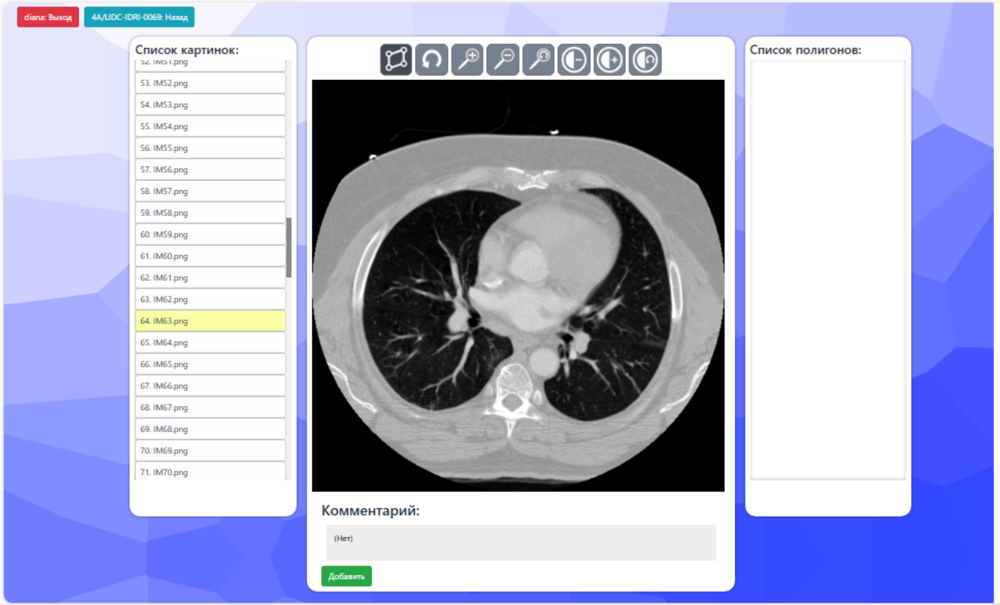 diana: Выход
4A/LIDC-IDRI-0069: Назад
Список картинок:
52. IM51.png
53. IM52.png
54. IM53.png
55. IM54.png
56. IM55.png
57. IM56.png
58. IM57.png
59. IM58.png
60. IM59.png
61. IM60.png
62. IM61.png
63. IM62.png
64. IM63.png
65. IM64.png
66. IM65.png
67. IM66.png
68. IM67.png
69. IM68.png
70. IM69.png
71. IM70.png
Комментарий:
(Нет)
Добавить
Список полигонов: